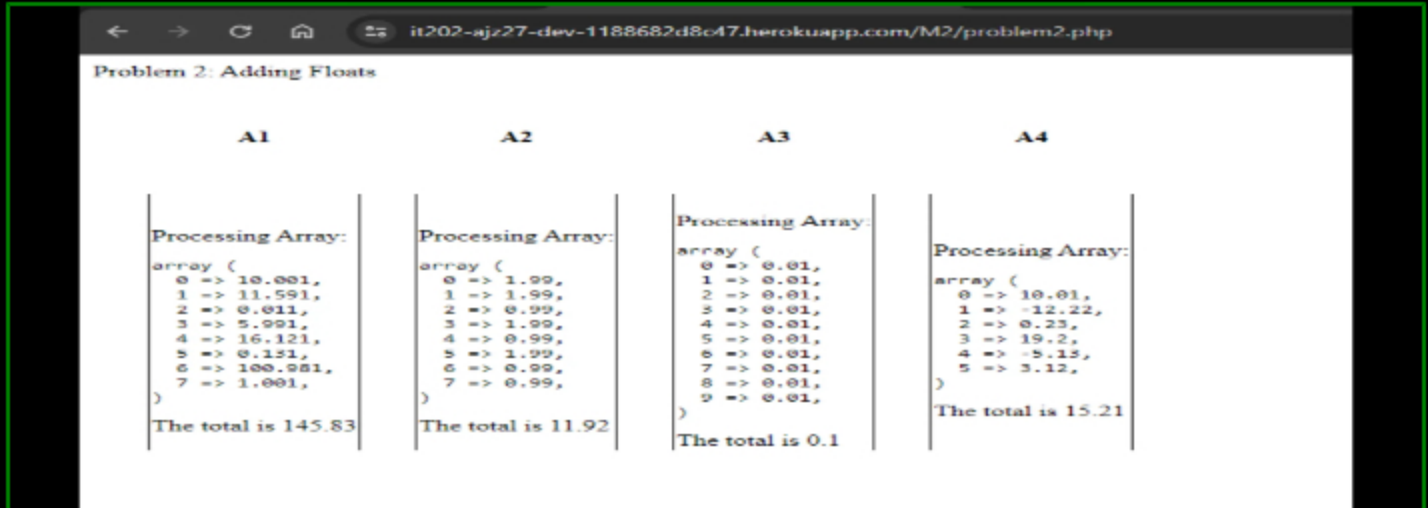 it202-ajz27-dev-1188682d8c47.herokuapp.com/M2/problem2.php
Problem 2: Adding Floats
A1
Processing Array:
array (
0 => 10.001,
1 => 11.591,
2 => 0.011,
3 => 5.991,
4 => 16.121,
5 => 0.131,
6 => 100.981,
7 => 1.001,
)
The total is 145.83
A2
Processing Array:
array (
0 => 1.99,
1 => 1.99,
2 => 0.99,
3 => 1.99,
4 => 0.99,
5 => 1.99,
6 => 0.99,
7 => 0.99,
)
The total is 11.92
A3
Processing Array:
array (
0 => 0.01,
1 => 0.01,
2 => 0.01,
3 => 0.01,
4 => 0.01,
5 => 0.01,
6 => 0.01,
7 => 0.01,
8 => 0.01,
9 => 0.01,
)
The total is 0.1
A4
Processing Array:
array (
0 => 10.01,
1 => -12.22,
2 => 0.23,
3 => 19.2,
4 => -5.13,
5 => 3.12,
)
The total is 15.21